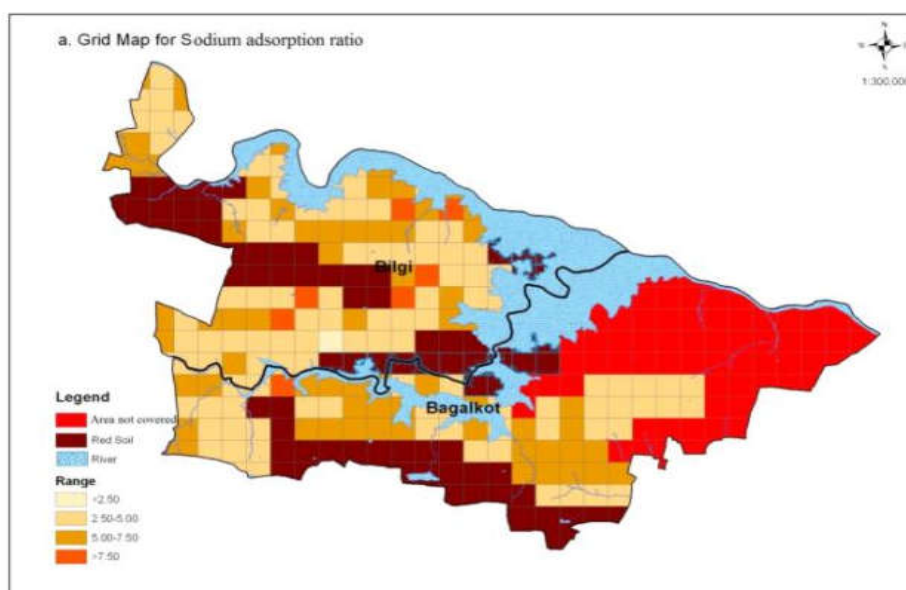 a. Grid Map for Sodium adsorption ratio
N
W
S
1:300,000
Bilgi
Bagalkot
Legend
Area not covered
Red Soil
River
Range
<2.50
2.50-5.00
5.00-7.50
>7.50